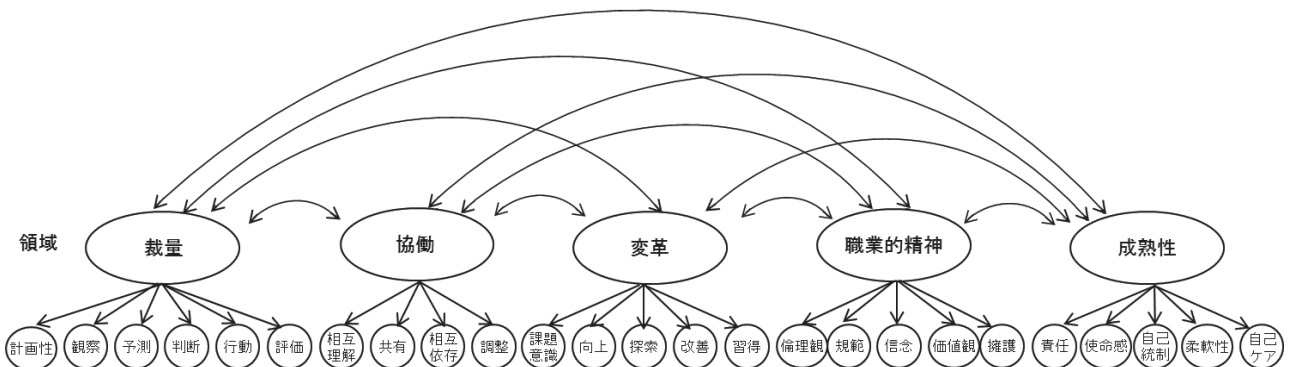 領域
裁量
協働
変革
職業的精神
成熟性
計画性
観察
予測
判断
行動
評価
相互
理解
共有
相互
依存
調整
課題
意識
向上
探索
改善
習得
倫理観
規範
信念
価値観
擁護
責任
使命感
自己
統制
柔軟性
自己
ケア